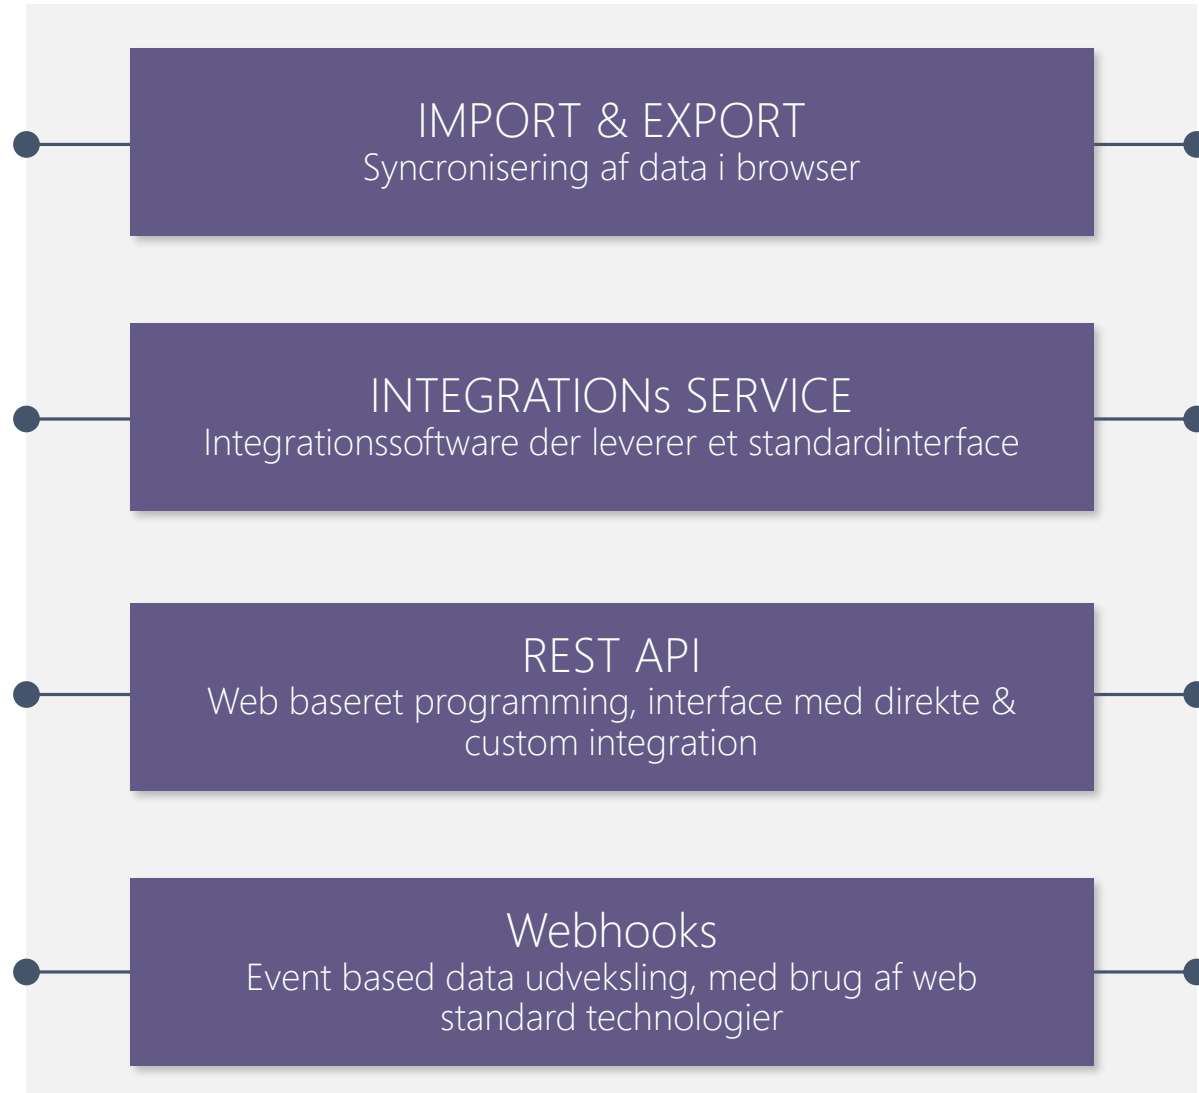 IMPORT & EXPORT
Syncronisering af data i browser
INTEGRATIONs SERVICE
Integrationssoftware der leverer et standardinterface
REST API
Web baseret programming, interface med direkte &
custom integration
Webhooks
Event based data udveksling, med brug af web
standard technologier